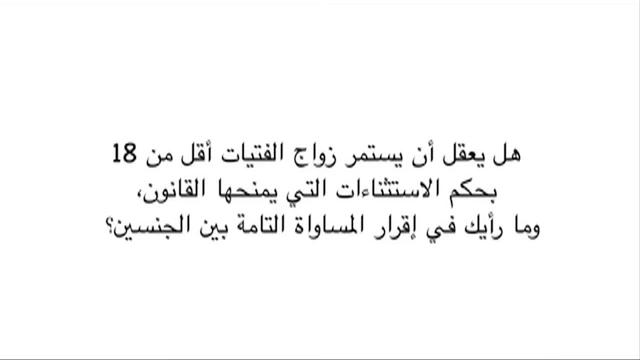 هل يعقل أن يستمر زواج الفتيات أقل من 18
بحكم الاستثناءات التي يمنحها القانون،
وما رأيك في إقرار المساواة التامة بين الجنسين؟